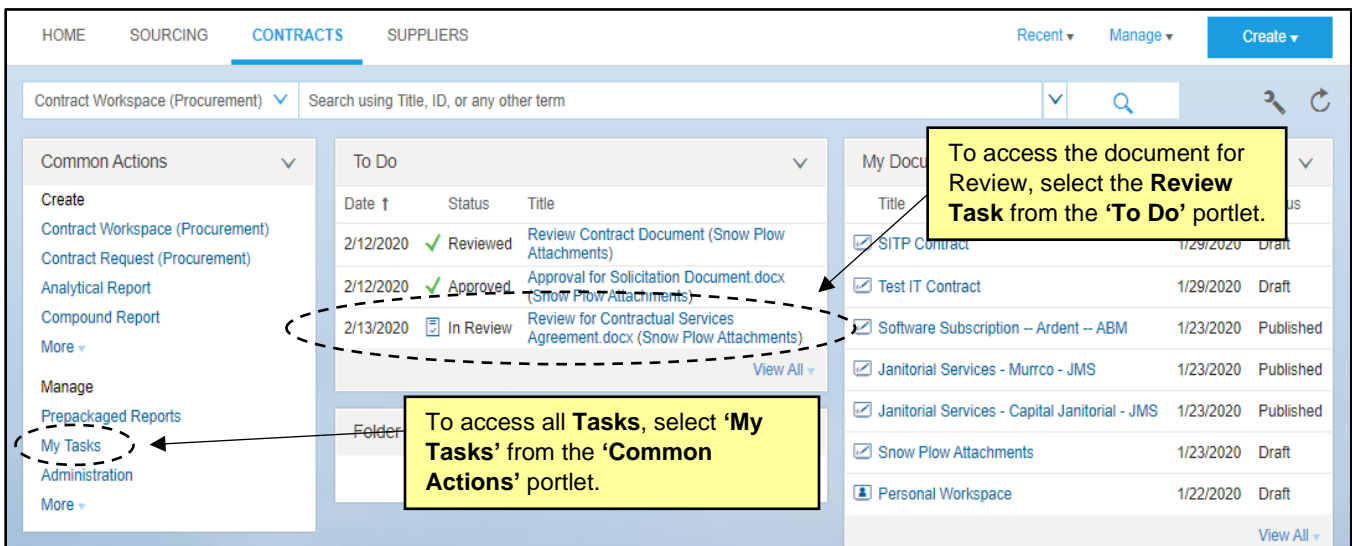 HOME SOURCING CONTRACTS SUPPLIERS Recent Manage Create
Contract Workspace (Procurement) Search using Title, ID, or any other term
Common Actions
Create
Contract Workspace (Procurement)
Contract Request (Procurement)
Analytical Report
Compound Report
More
Manage
Prepackaged Reports
My Tasks
Administration
More
To Do
Date ↑ Status Title
2/12/2020 Reviewed Review Contract Document (Snow Plow
Attachments)
2/12/2020 Approved Approval for Solicitation Document.docx
(Snow Plow Attachments)
2/13/2020 In Review Review for Contractual Services
Agreement.docx (Snow Plow Attachments)
View All
Folder
To access all Tasks, select ‘My
Tasks’ from the ‘Common
Actions’ portlet.
To access the document for
Review, select the Review
Task from the ‘To Do’ portlet.
My Docu
Title us
SITP Contract 1/29/2020 Draft
Test IT Contract 1/29/2020 Draft
Software Subscription -- Ardent -- ABM 1/23/2020 Published
Janitorial Services - Murrco - JMS 1/23/2020 Published
Janitorial Services - Capital Janitorial - JMS 1/23/2020 Published
Snow Plow Attachments 1/23/2020 Draft
Personal Workspace 1/22/2020 Draft
View All